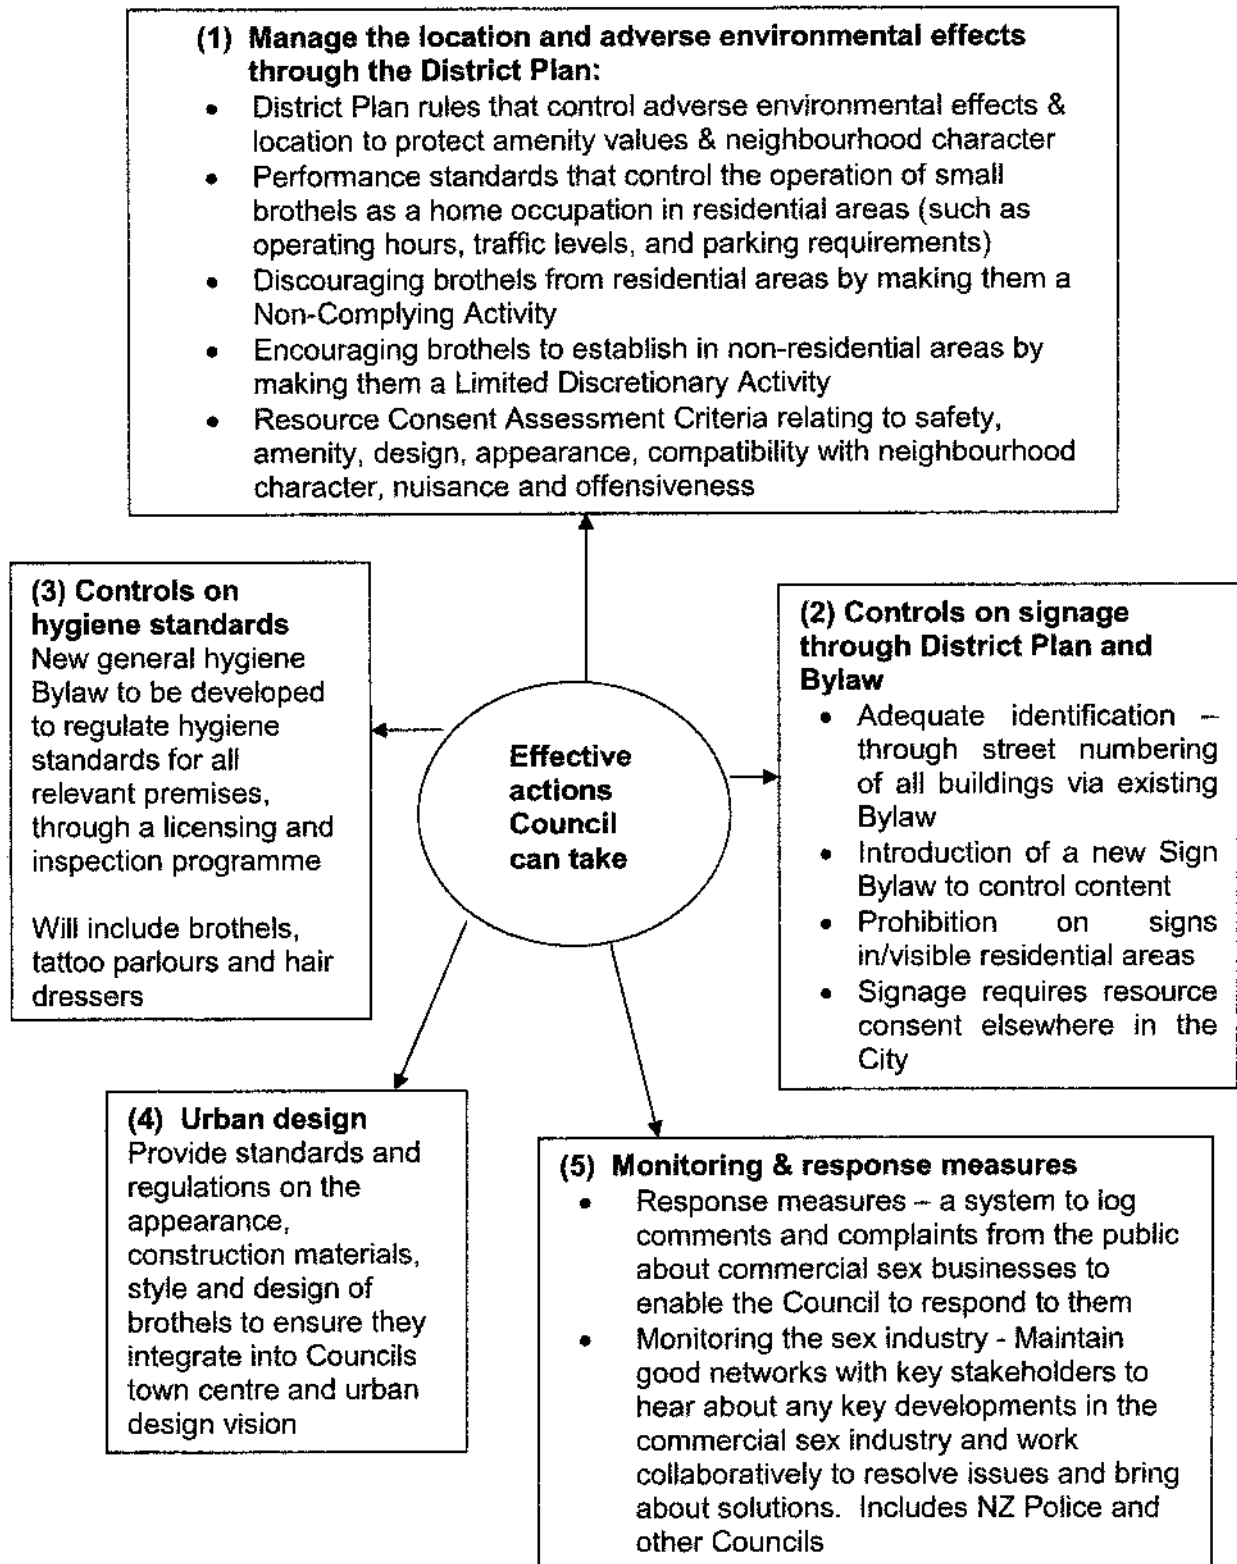 (1) Manage the location and adverse environmental effects
through the District Plan:
• District Plan rules that control adverse environmental effects &
location to protect amenity values & neighbourhood character
• Performance standards that control the operation of small
brothels as a home occupation in residential areas (such as
operating hours, traffic levels, and parking requirements)
• Discouraging brothels from residential areas by making them a
Non-Complying Activity
• Encouraging brothels to establish in non-residential areas by
making them a Limited Discretionary Activity
• Resource Consent Assessment Criteria relating to safety,
amenity, design, appearance, compatibility with neighbourhood
character, nuisance and offensiveness
(3) Controls on
hygiene standards
New general hygiene
Bylaw to be developed
to regulate hygiene
standards for all
relevant premises,
through a licensing and
inspection programme
Will include brothels,
tattoo parlours and hair
dressers
Effective
actions
Council
can take
(2) Controls on signage
through District Plan and
Bylaw
• Adequate identification –
through street numbering
of all buildings via existing
Bylaw
• Introduction of a new Sign
Bylaw to control content
• Prohibition on signs
in/visible residential areas
• Signage requires resource
consent elsewhere in the
City
(4) Urban design
Provide standards and
regulations on the
appearance,
construction materials,
style and design of
brothels to ensure they
integrate into Councils
town centre and urban
design vision
(5) Monitoring & response measures
• Response measures – a system to log
comments and complaints from the public
about commercial sex businesses to
enable the Council to respond to them
• Monitoring the sex industry - Maintain
good networks with key stakeholders to
hear about any key developments in the
commercial sex industry and work
collaboratively to resolve issues and bring
about solutions. Includes NZ Police and
other Councils